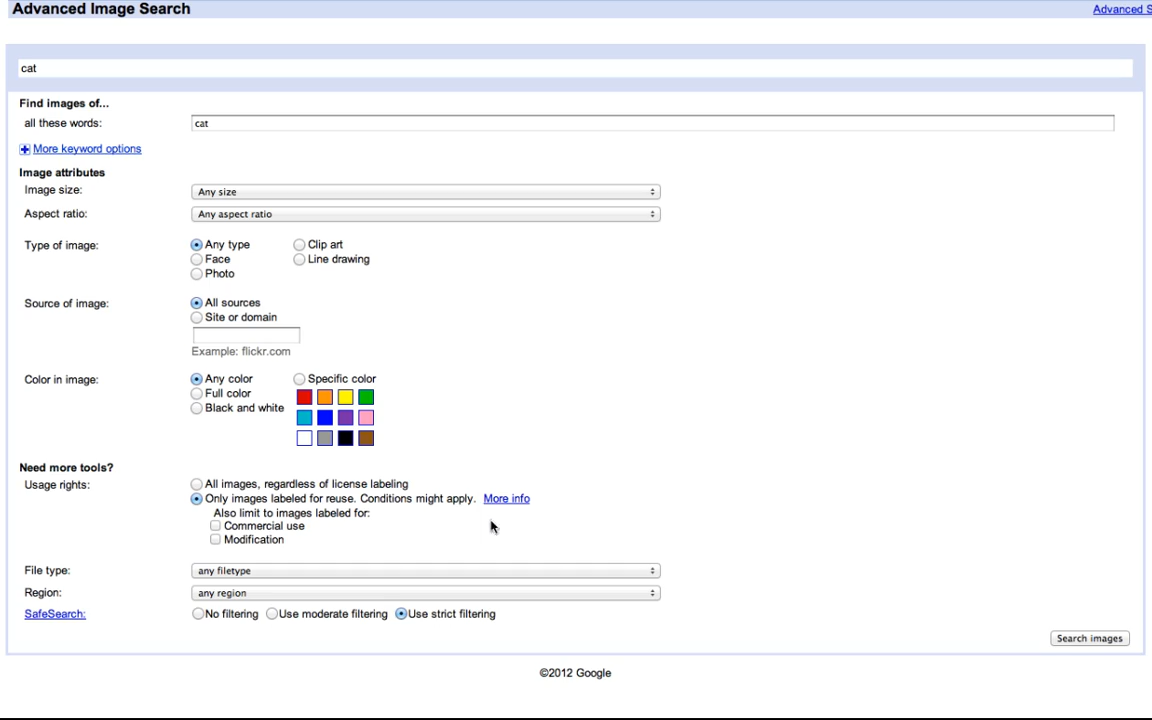 Advanced Image Search
Advanced S
cat
Find images of...
all these words: cat
More keyword options
Image attributes
Image size: Any size
Aspect ratio: Any aspect ratio
Type of image: Any type Clip art
Face Line drawing
Photo
Source of image: All sources
Site or domain
Example: flickr.com
Color in image: Any color Specific color
Full color
Black and white
Need more tools?
Usage rights: All images, regardless of license labeling
Only images labeled for reuse. Conditions might apply. More info
Also limit to images labeled for:
Commercial use
Modification
File type: any filetype
Region: any region
SafeSearch: No filtering Use moderate filtering Use strict filtering
Search images
©2012 Google